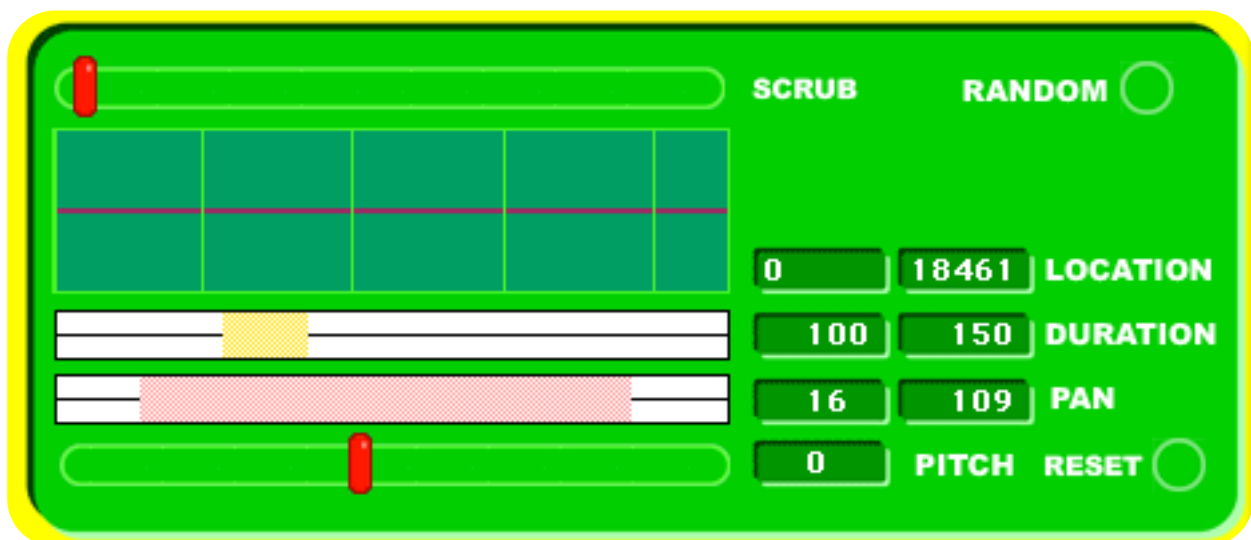 SCRUB RANDOM
0 18461 LOCATION
100 150 DURATION
16 109 PAN
0 PITCH RESET